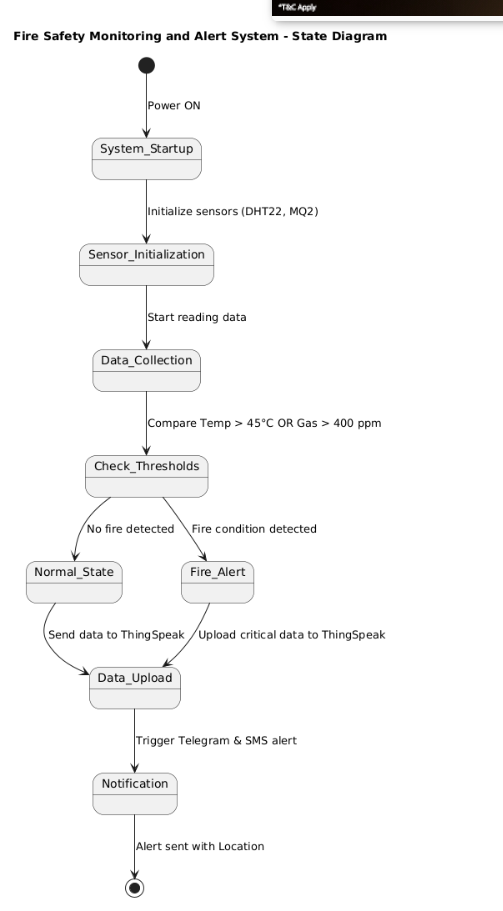 *T&C Apply
Fire Safety Monitoring and Alert System - State Diagram
Power ON
System_Startup
Initialize sensors (DHT22, MQ2)
Sensor_Initialization
Start reading data
Data_Collection
Compare Temp > 45°C OR Gas > 400 ppm
Check_Thresholds
No fire detected
Fire condition detected
Normal_State
Fire_Alert
Send data to ThingSpeak
Upload critical data to ThingSpeak
Data_Upload
Trigger Telegram & SMS alert
Notification
Alert sent with Location